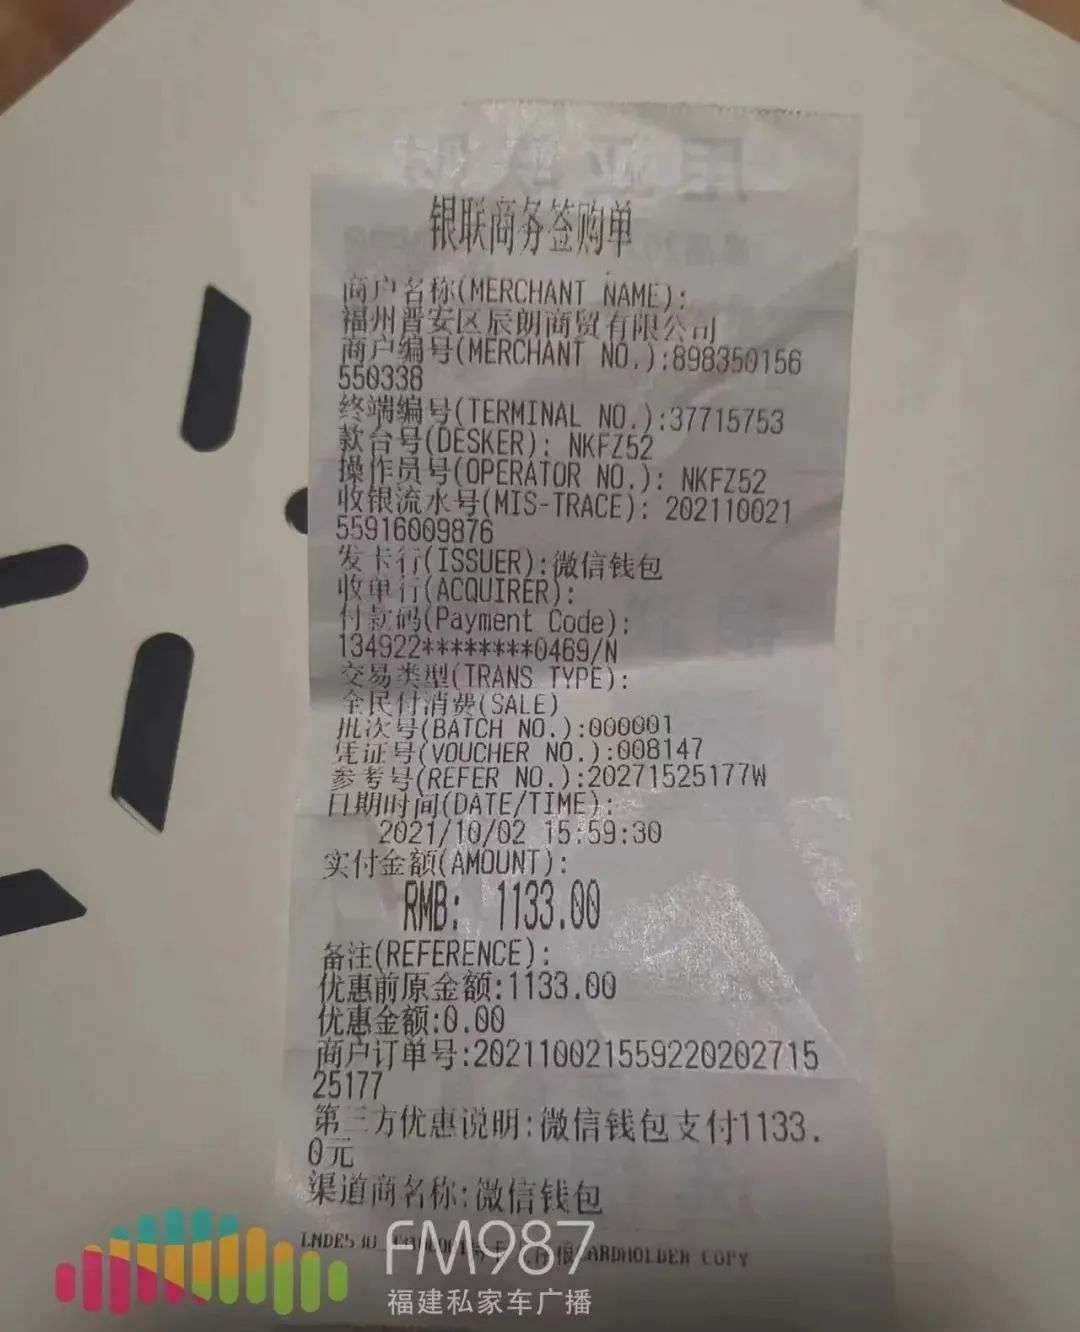 银联商务签购单
商户名称(MERCHANT NAME):
福州晋安区辰朗商贸有限公司
商户编号(MERCHANT NO.):898350156
550338
终端编号(TERMINAL NO.):37715753
款台号(DESKER): NKFZ52
操作员号(OPERATOR NO.): NKFZ52
收银流水号(MIS-TRACE): 202110021
55916009876
发卡行(ISSUER):微信钱包
收单行(ACQUIRER):
付款码(Payment Code):
134922********0469/N
交易类型(TRANS TYPE):
全民付消费(SALE)
批次号(BATCH NO.):000001
凭证号(VOUCHER NO.):008147
参考号(REFER NO.):20271525177W
日期时间(DATE/TIME):
2021/10/02 15:59:30
实付金额(AMOUNT):
RMB: 1133.00
备注(REFERENCE):
优惠前原金额:1133.00
优惠金额:0.00
商户订单号:202110021559220202715
25177
第三方优惠说明:微信钱包支付1133.
0元
渠道商名称:微信钱包
CARDHOLDER COPY
FM987
福建私家车广播